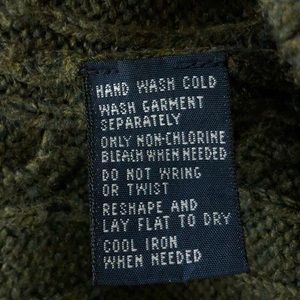 HAND WASH COLD
WASH GARMENT
SEPARATELY
ONLY NON-CHLORINE
BLEACH WHEN NEEDED
DO NOT WRING
OR TWIST
RESHAPE AND
LAY FLAT TO DRY
COOL IRON
WHEN NEEDED